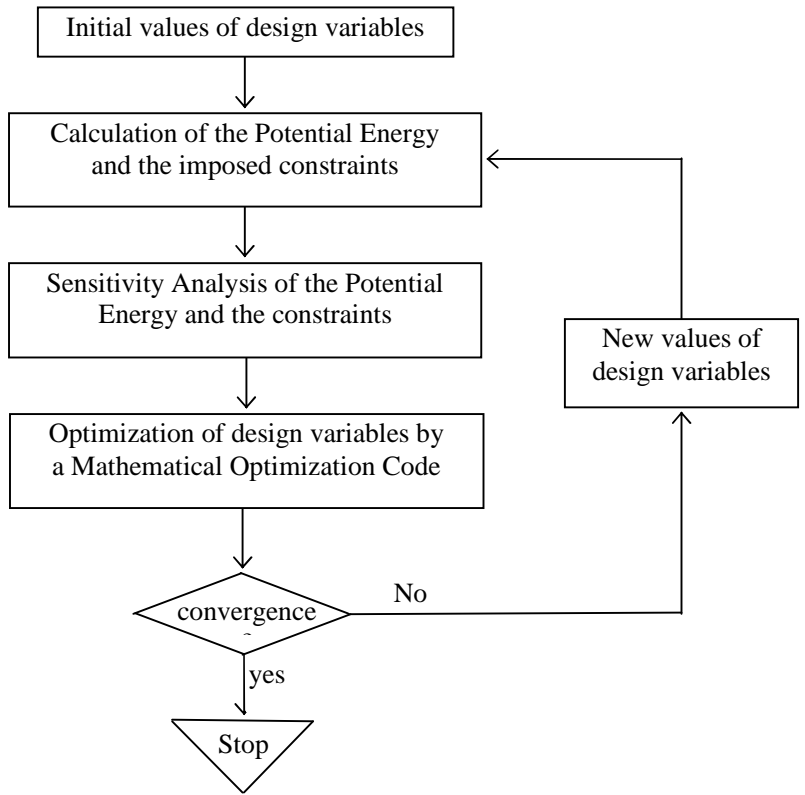 Initial values of design variables
Calculation of the Potential Energy
and the imposed constraints
Sensitivity Analysis of the Potential
Energy and the constraints
New values of
design variables
Optimization of design variables by
a Mathematical Optimization Code
convergence
No
yes
Stop